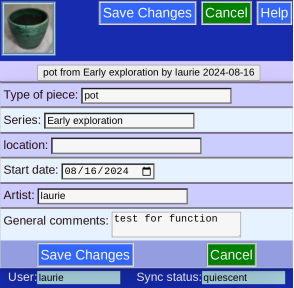 Save Changes Cancel Help
pot from Early exploration by laurie 2024-08-16
Type of piece: pot
Series: Early exploration
location:
Start date: 08/16/2024
Artist: laurie
General comments: test for function
Save Changes Cancel
User: laurie Sync status: quiescent